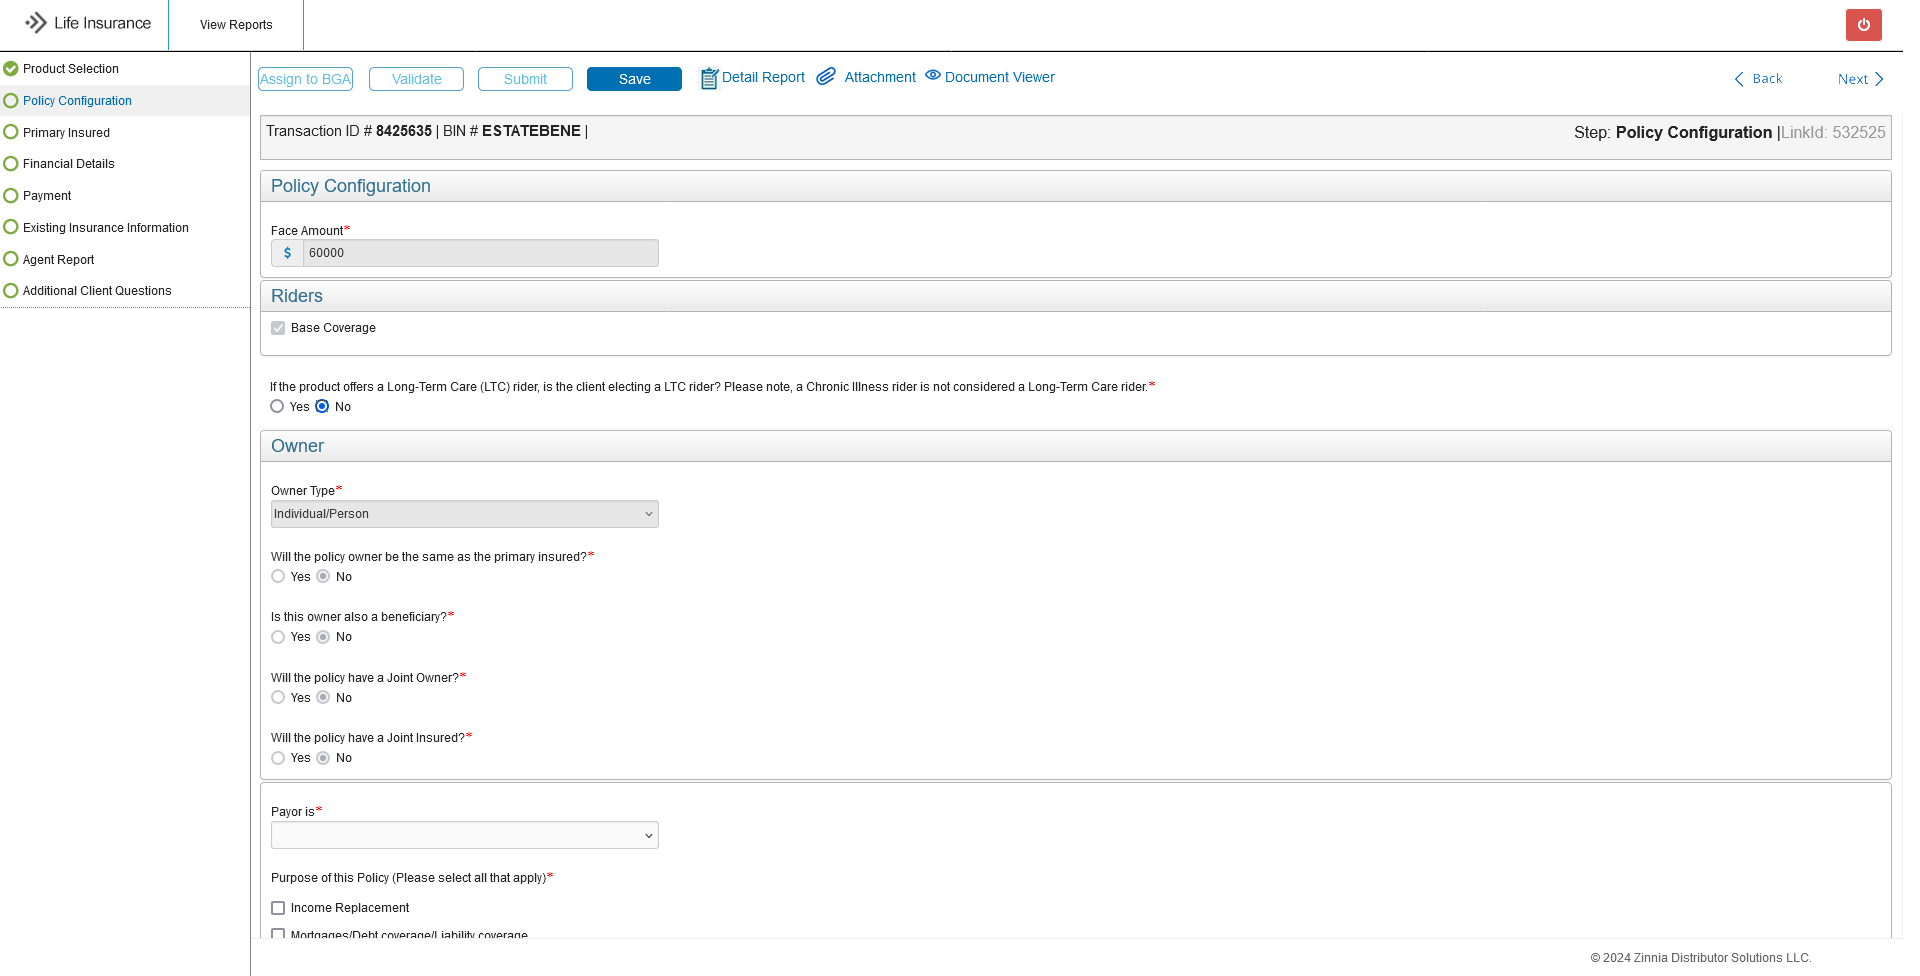 Life Insurance
View Reports
Product Selection
Policy Configuration
Primary Insured
Financial Details
Payment
Existing Insurance Information
Agent Report
Additional Client Questions
Assign to BGA Validate Submit Save Detail Report Attachment Document Viewer Back Next
Transaction ID # 8425635 | BIN # ESTATEBENE |
Step: Policy Configuration |LinkId: 532525
Policy Configuration
Face Amount*
$ 60000
Riders
Base Coverage
If the product offers a Long-Term Care (LTC) rider, is the client electing a LTC rider? Please note, a Chronic Illness rider is not considered a Long-Term Care rider.*
Yes No
Owner
Owner Type*
Individual/Person
Will the policy owner be the same as the primary insured?*
Yes No
Is this owner also a beneficiary?*
Yes No
Will the policy have a Joint Owner?*
Yes No
Will the policy have a Joint Insured?*
Yes No
Payor is*
Purpose of this Policy (Please select all that apply)*
Income Replacement
Mortgages/Debt coverage/Liability coverage
© 2024 Zinnia Distributor Solutions LLC.